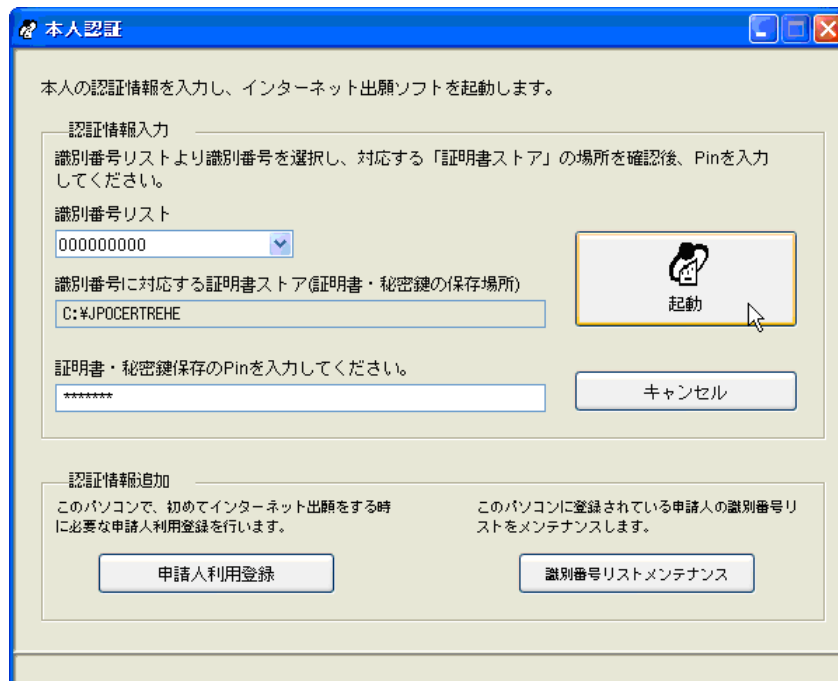 本人認証
本人の認証情報を入力し、インターネット出願ソフトを起動します。
認証情報入力
識別番号リストより識別番号を選択し、対応する「証明書ストア」の場所を確認後、Pinを入力
してください。
識別番号リスト
000000000
識別番号に対応する証明書ストア(証明書・秘密鍵の保存場所)
C:¥JPOCERTREHE
起動
証明書・秘密鍵保存のPinを入力してください。
*******
キャンセル
認証情報追加
このパソコンで、初めてインターネット出願をする時
に必要な申請人利用登録を行います。
申請人利用登録
このパソコンに登録されている申請人の識別番号リ
ストをメンテナンスします。
識別番号リストメンテナンス